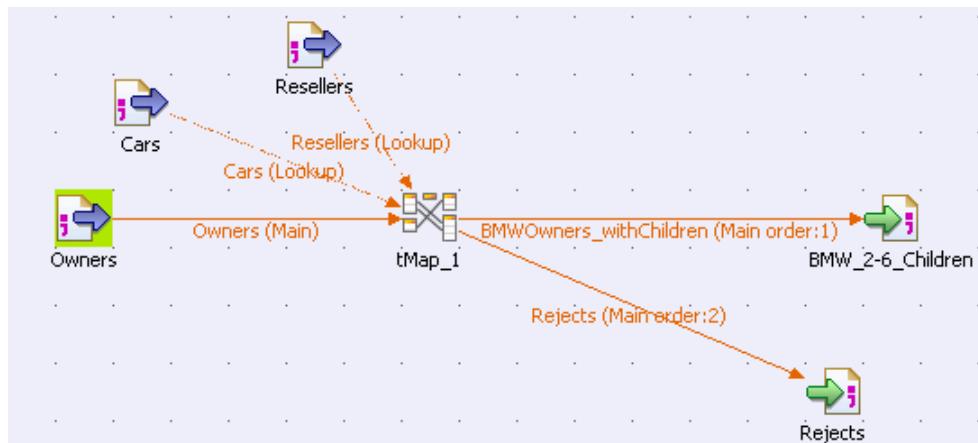 Resellers
Cars
Resellers (Lookup)
Cars (Lookup)
Owners (Main)
BMWOwners_withChildren (Main order:1)
Owners
tMap_1
BMW_2-6_Children
Rejects (Main order:2)
Rejects